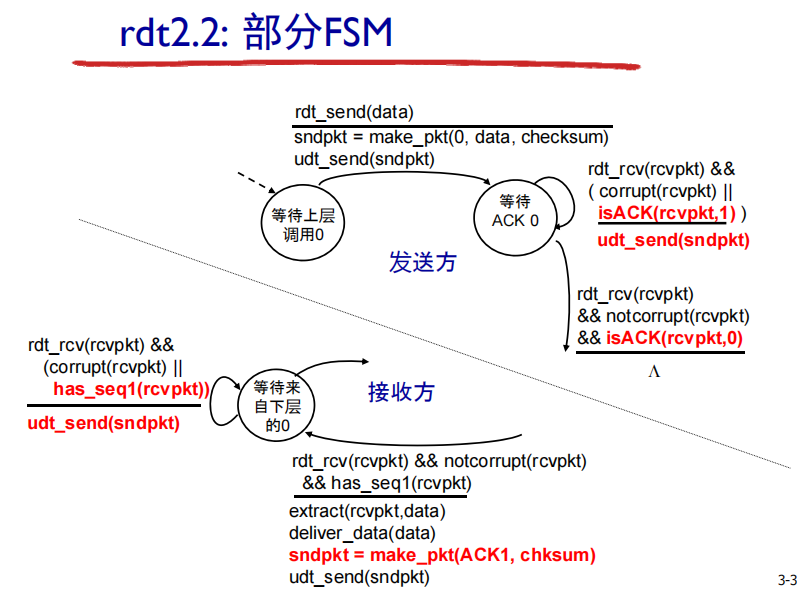 rdt2.2: 部分FSM
rdt_send(data)
sndpkt = make_pkt(0, data, checksum)
udt_send(sndpkt)
等待上层
调用0
等待
ACK 0
rdt_rcv(rcvpkt) &&
( corrupt(rcvpkt) ||
isACK(rcvpkt,1) )
udt_send(sndpkt)
发送方
rdt_rcv(rcvpkt)
&& notcorrupt(rcvpkt)
&& isACK(rcvpkt,0)
Λ
rdt_rcv(rcvpkt) &&
(corrupt(rcvpkt) ||
has_seq1(rcvpkt))
udt_send(sndpkt)
等待来
自下层
的0
接收方
rdt_rcv(rcvpkt) && notcorrupt(rcvpkt)
&& has_seq1(rcvpkt)
extract(rcvpkt,data)
deliver_data(data)
sndpkt = make_pkt(ACK1, chksum)
udt_send(sndpkt)
3-3